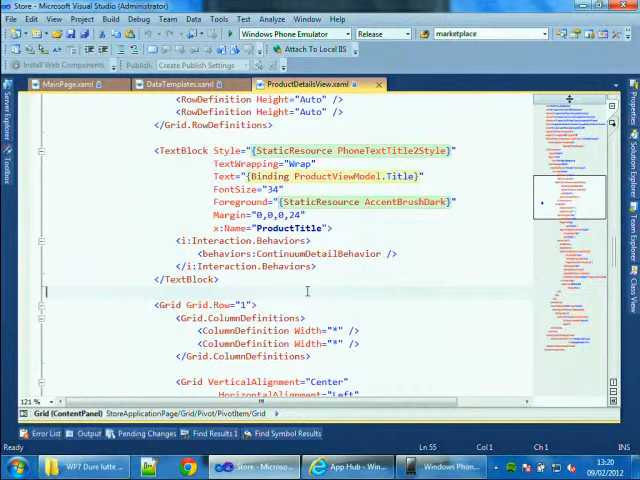 Store - Microsoft Visual Studio (Administrator)
File Edit View Project Build Debug Team Data Tools Test Analyze Window Help
Windows Phone Emulator Release marketplace
Attach To Local IIS
Install Web Components Create Publish Settings
MainPage.xaml DataTemplates.xaml ProductDetailsView.xaml
<RowDefinition Height="Auto" />
<RowDefinition Height="Auto" />
</Grid.RowDefinitions>
<TextBlock Style="{StaticResource PhoneTextTitle2Style}"
TextWrapping="Wrap"
Text="{Binding ProductViewModel.Title}"
FontSize="34"
Foreground="{StaticResource AccentBrushDark}"
Margin="0,0,0,24"
x:Name="ProductTitle">
<i:Interaction.Behaviors>
<behaviors:ContinuumDetailBehavior />
</i:Interaction.Behaviors>
</TextBlock>
<Grid Grid.Row="1">
<Grid.ColumnDefinitions>
<ColumnDefinition Width="*" />
<ColumnDefinition Width="*" />
</Grid.ColumnDefinitions>
<Grid VerticalAlignment="Center"
HorizontalAlignment="Left"
Server Explorer
Toolbox
Properties
Solution Explorer
Team Explorer
Class View
121 %
Grid (ContentPanel) StoreApplicationPage/Grid/Pivot/PivotItem/Grid
Error List Output Pending Changes Find Results 1 Find Symbol Results
Ready Ln 55 Col 1 Ch 1
WP7 Dure lutte ... Store - Microso... App Hub - Win... Windows Phon...
13:20
09/02/2012